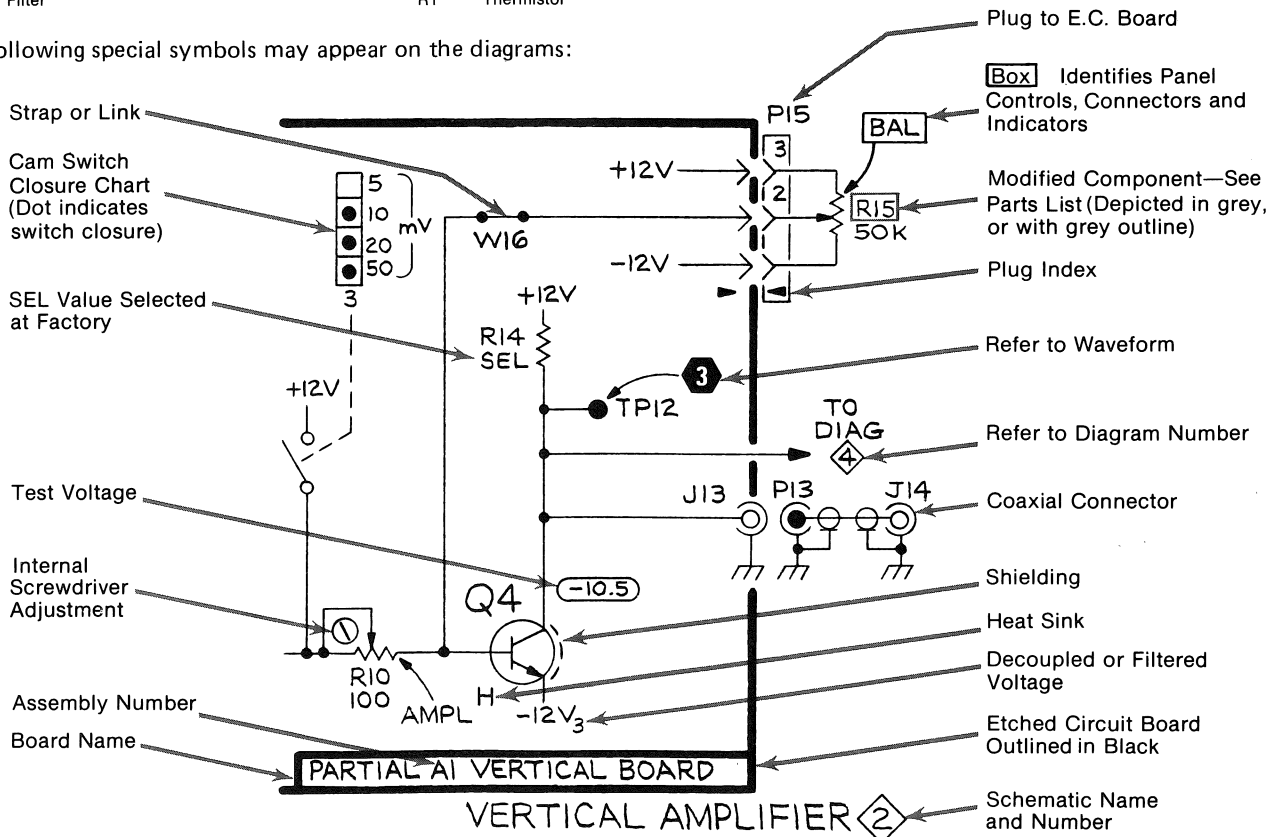 Filter
RT Thermistor
ollowing special symbols may appear on the diagrams:
Plug to E.C. Board
Box Identifies Panel
Controls, Connectors and
Indicators
Modified Component—See
Parts List (Depicted in grey,
or with grey outline)
Plug Index
Refer to Waveform
Refer to Diagram Number
Coaxial Connector
Shielding
Heat Sink
Decoupled or Filtered
Voltage
Etched Circuit Board
Outlined in Black
Schematic Name
and Number
Strap or Link
Cam Switch
Closure Chart
(Dot indicates
switch closure)
SEL Value Selected
at Factory
Test Voltage
Internal
Screwdriver
Adjustment
Assembly Number
Board Name
5
10
20
50
mV
3
+12V
W16
+12V
-12V
P15
3
2
BAL
R15
50K
+12V
R14
SEL
3
TP12
TO
DIAG
4
J13
P13
J14
-10.5
Q4
H
-12V3
R10
100
AMPL
PARTIAL A1 VERTICAL BOARD
VERTICAL AMPLIFIER 2